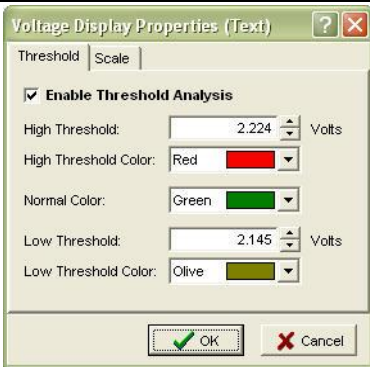 Voltage Display Properties (Text)
Threshold Scale
Enable Threshold Analysis
High Threshold: 2.224 Volts
High Threshold Color: Red
Normal Color: Green
Low Threshold: 2.145 Volts
Low Threshold Color: Olive
OK Cancel